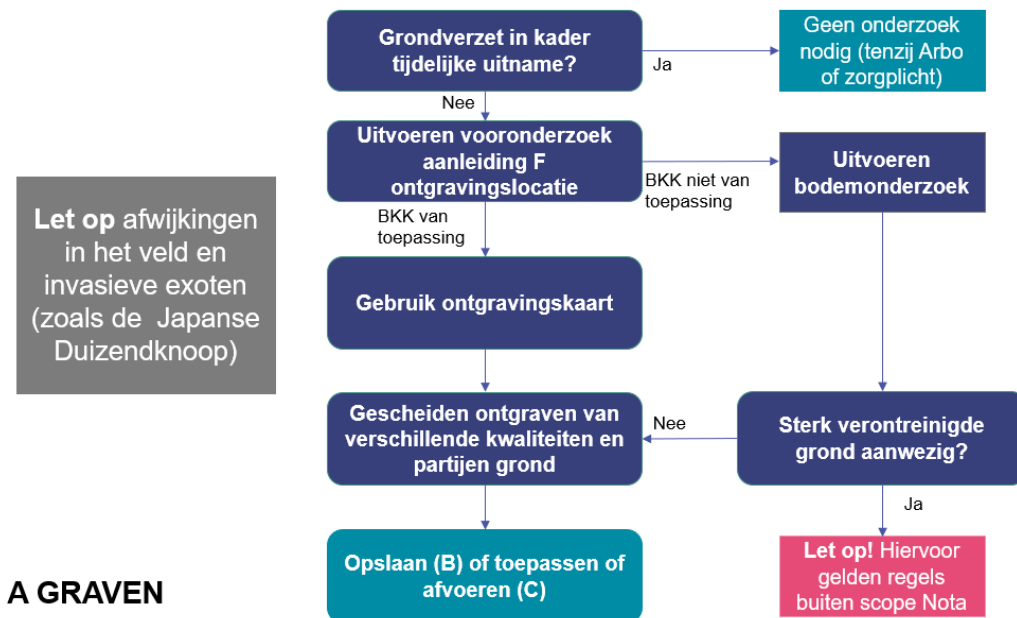 Grondverzet in kader
tijdelijke uitname?
Ja
Geen onderzoek
nodig (tenzij Arbo
of zorgplicht)
Nee
Uitvoeren vooronderzoek
aanleiding F
ontgravingslocatie
BKK niet van
toepassing
Uitvoeren
bodemonderzoek
BKK van
toepassing
Let op afwijkingen
in het veld en
invasieve exoten
(zoals de Japanse
Duizendknoop)
Gebruik ontgravingskaart
Gescheiden ontgraven van
verschillende kwaliteiten en
partijen grond
Nee
Sterk verontreinigde
grond aanwezig?
Ja
Opslaan (B) of toepassen of
afvoeren (C)
Let op! Hiervoor
gelden regels
buiten scope Nota
A GRAVEN